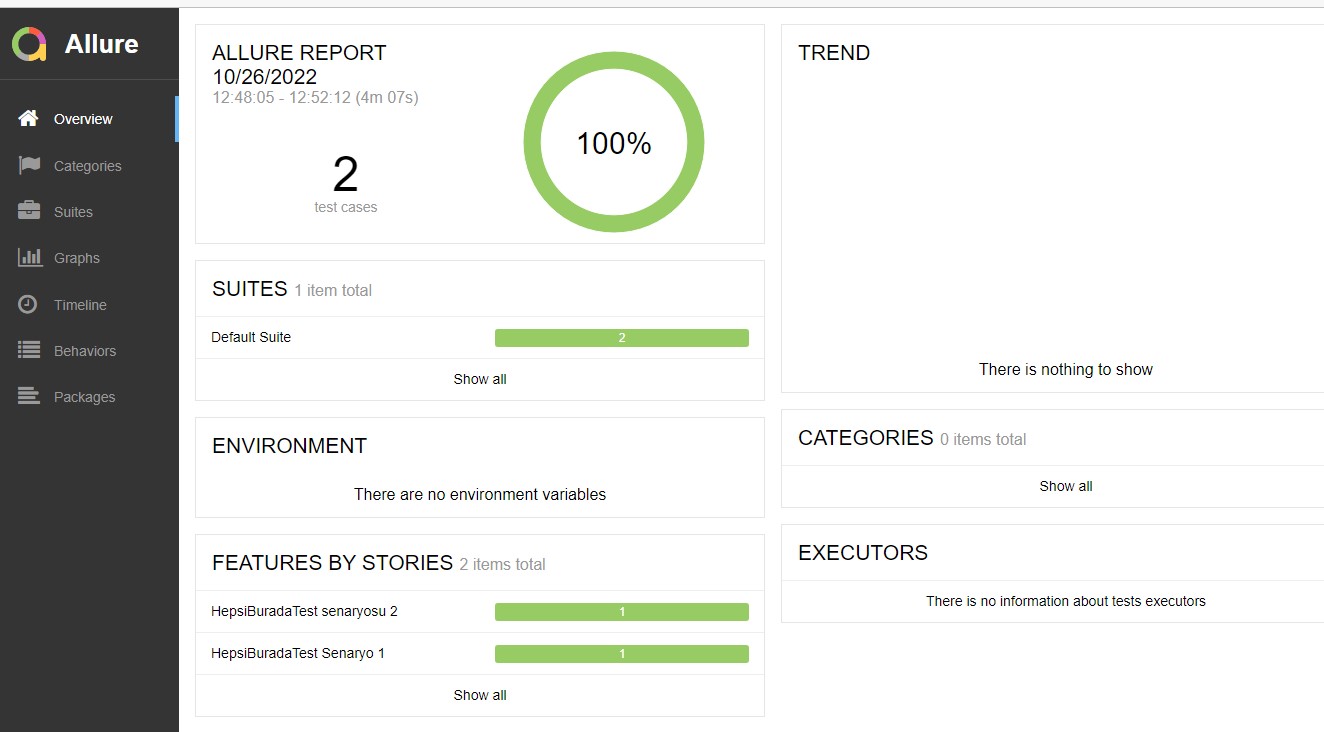 Allure
Overview
Categories
Suites
Graphs
Timeline
Behaviors
Packages
ALLURE REPORT
10/26/2022
12:48:05 - 12:52:12 (4m 07s)
2
test cases
100%
SUITES 1 item total
Default Suite 2
Show all
ENVIRONMENT
There are no environment variables
FEATURES BY STORIES 2 items total
HepsiBuradaTest senaryosu 2 1
HepsiBuradaTest Senaryo 1 1
Show all
TREND
There is nothing to show
CATEGORIES 0 items total
Show all
EXECUTORS
There is no information about tests executors